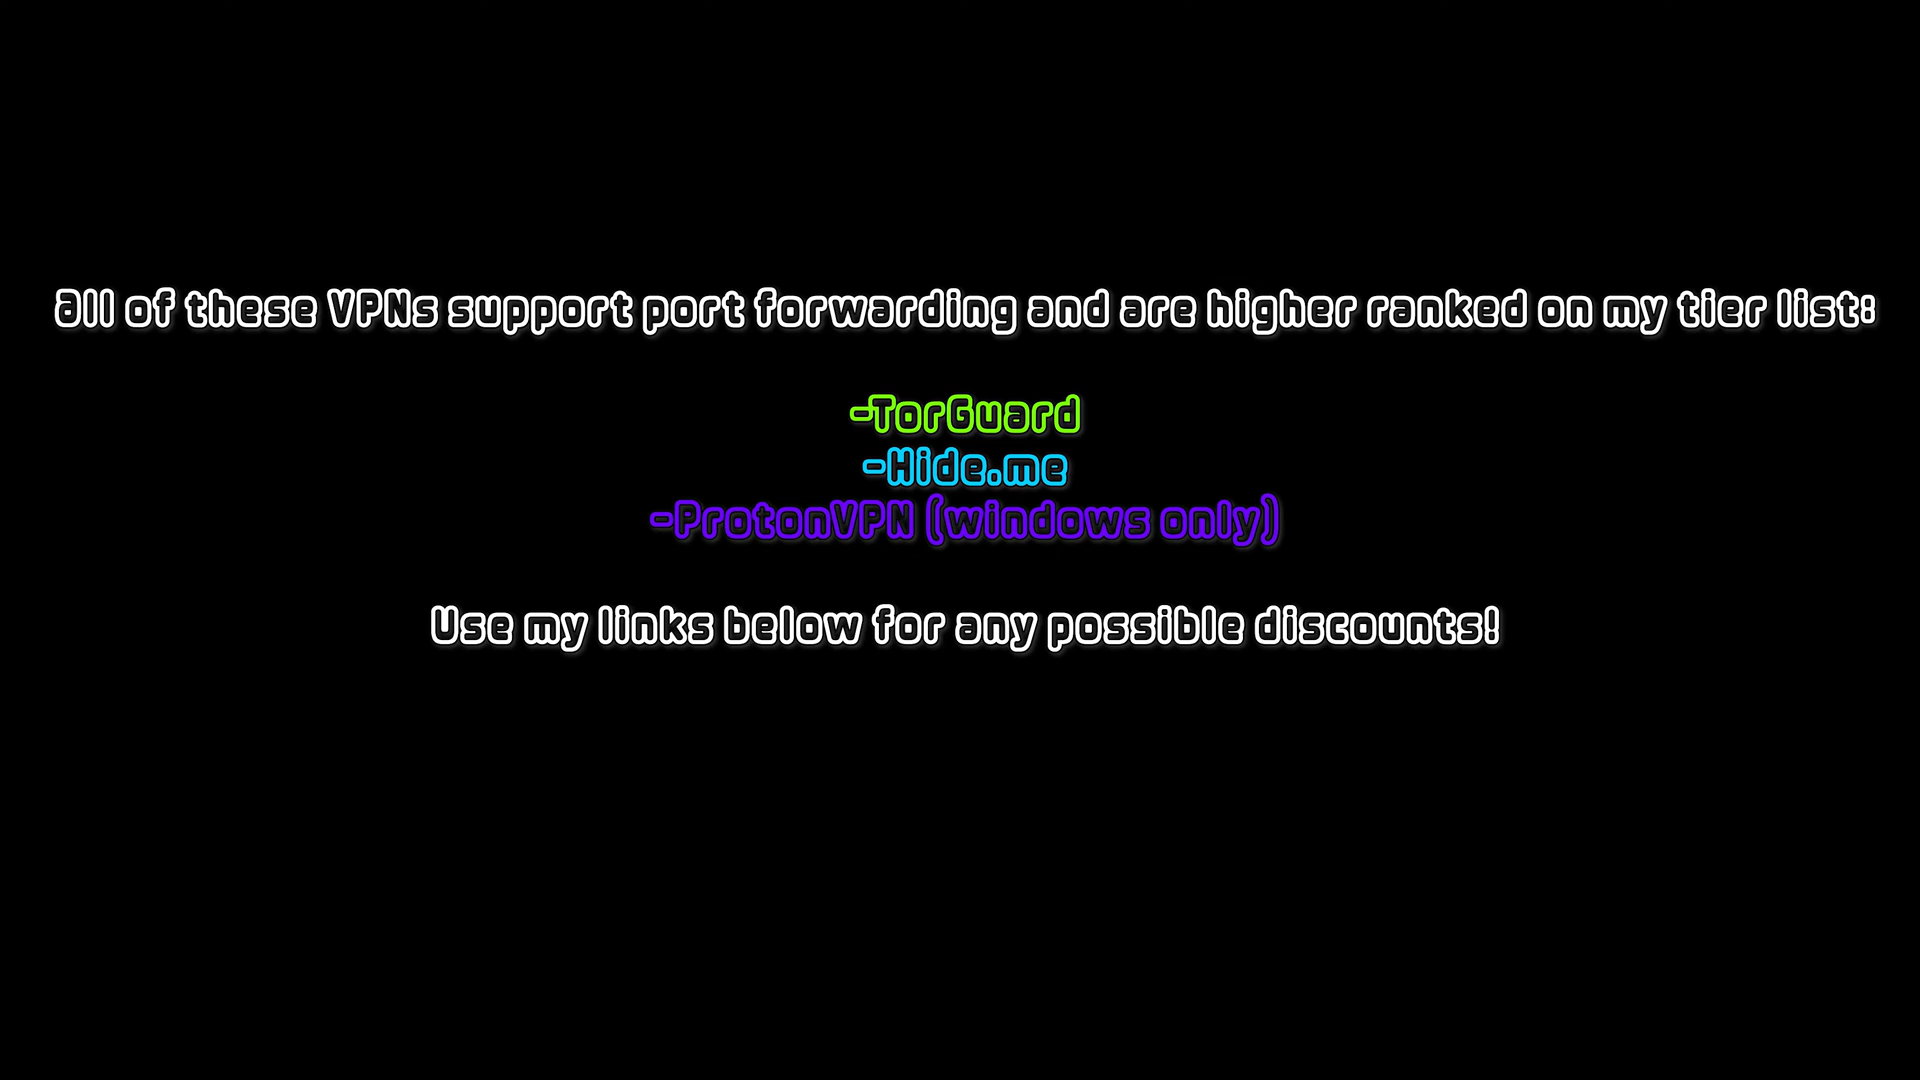 All of these VPNs support port forwarding and are higher ranked on my tier list:
-TorGuard
-Hide.me
-ProtonVPN (windows only)
Use my links below for any possible discounts!